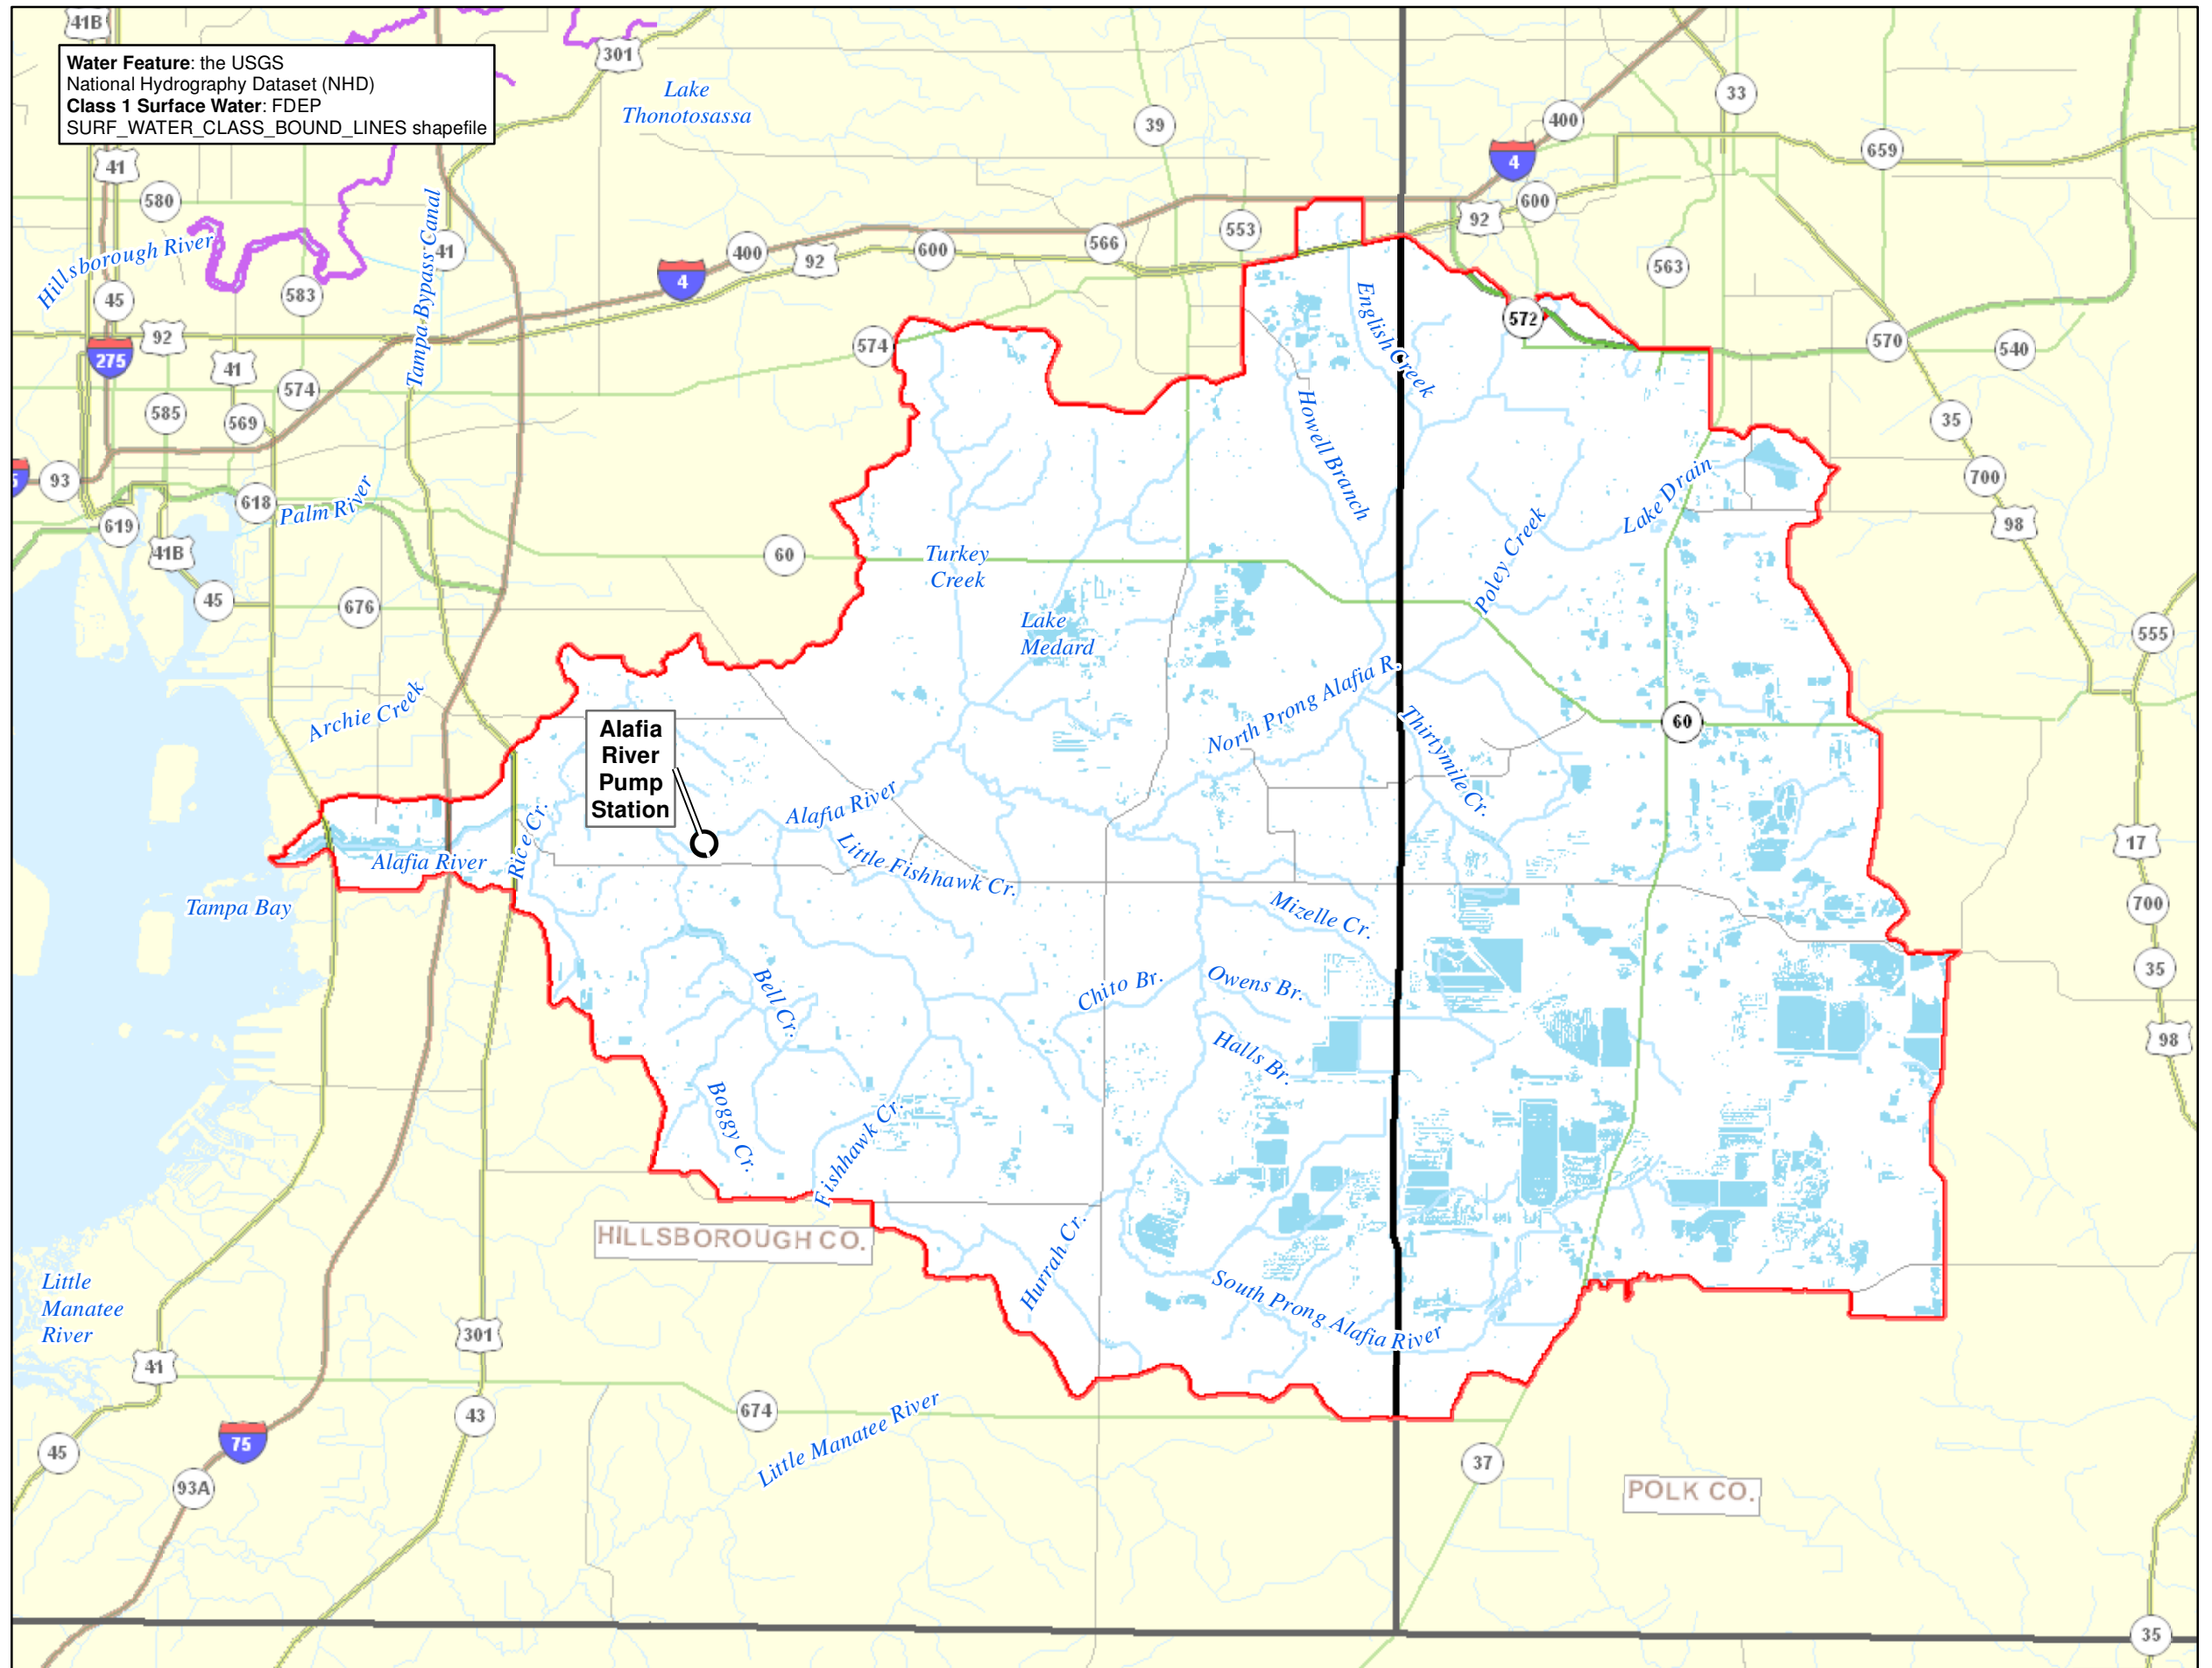 41B
301
Water Feature: the USGS
National Hydrography Dataset (NHD)
Class 1 Surface Water: FDEP
SURF_WATER_CLASS_BOUND_LINES shapefile
Lake
Thonotosassa
39
400
33
4
659
41
580
600
92
Hillsborough River
Tampa Bypass Canal
41
400
92
600
566
553
563
45
583
4
English Creek
572
92
275
574
570
540
41
574
585
569
Howell Branch
35
93
618
Palm River
Lake Drain
700
619
41B
60
Turkey
Creek
Poley Creek
98
45
676
Lake
Medard
555
Archie Creek
North Prong Alafia R.
60
Thirtymile Cr.
Alafia
River
Pump
Station
Alafia River
Rice Cr.
Alafia River
Little Fishhawk Cr.
17
Tampa Bay
Mizelle Cr.
700
Bell Cr.
Chito Br.
Owens Br.
35
Halls Br.
98
Boggy Cr.
Fishhawk Cr.
HILLSBOROUGH CO.
Hurrah Cr.
South Prong Alafia River
Little
Manatee
River
301
41
674
Little Manatee River
43
75
45
37
93A
POLK CO.
35